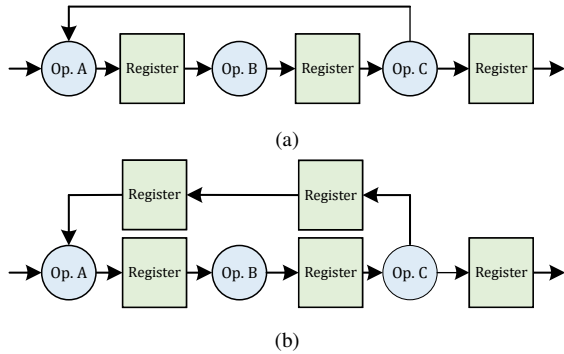 Op. A Register Op. B Register Op. C Register
(a)
Register Register
Op. A Register Op. B Register Op. C Register
(b)